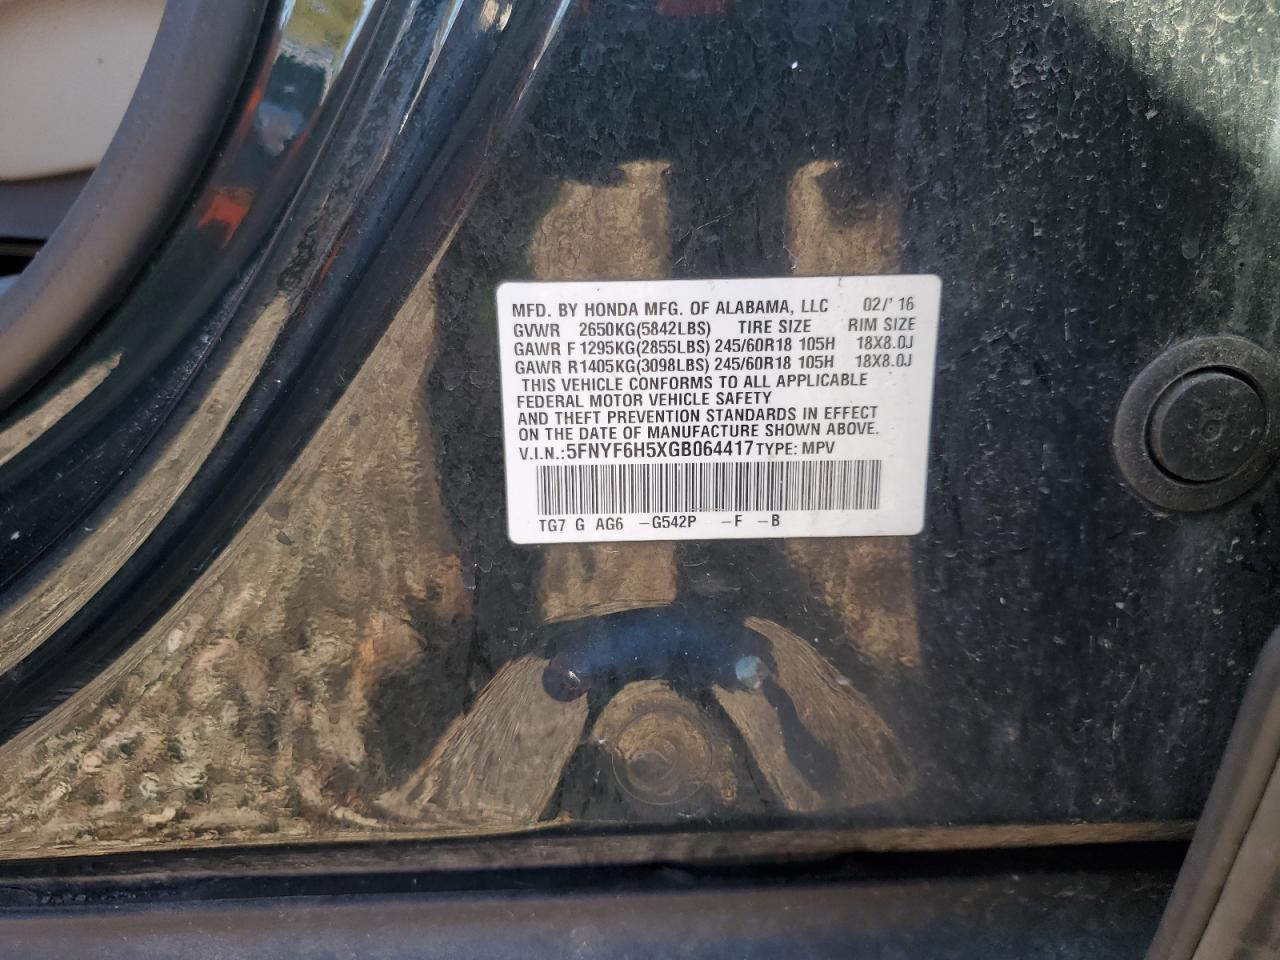 MFD. BY HONDA MFG. OF ALABAMA, LLC 02/' 16
GVWR 2650KG(5842LBS) TIRE SIZE RIM SIZE
GAWR F 1295KG(2855LBS) 245/60R18 105H 18X8.0J
GAWR R1405KG(3098LBS) 245/60R18 105H 18X8.0J
THIS VEHICLE CONFORMS TO ALL APPLICABLE
FEDERAL MOTOR VEHICLE SAFETY
AND THEFT PREVENTION STANDARDS IN EFFECT
ON THE DATE OF MANUFACTURE SHOWN ABOVE.
V.I.N.:5FNYF6H5XGB064417 TYPE: MPV
TG7 G AG6 -G542P -F -B